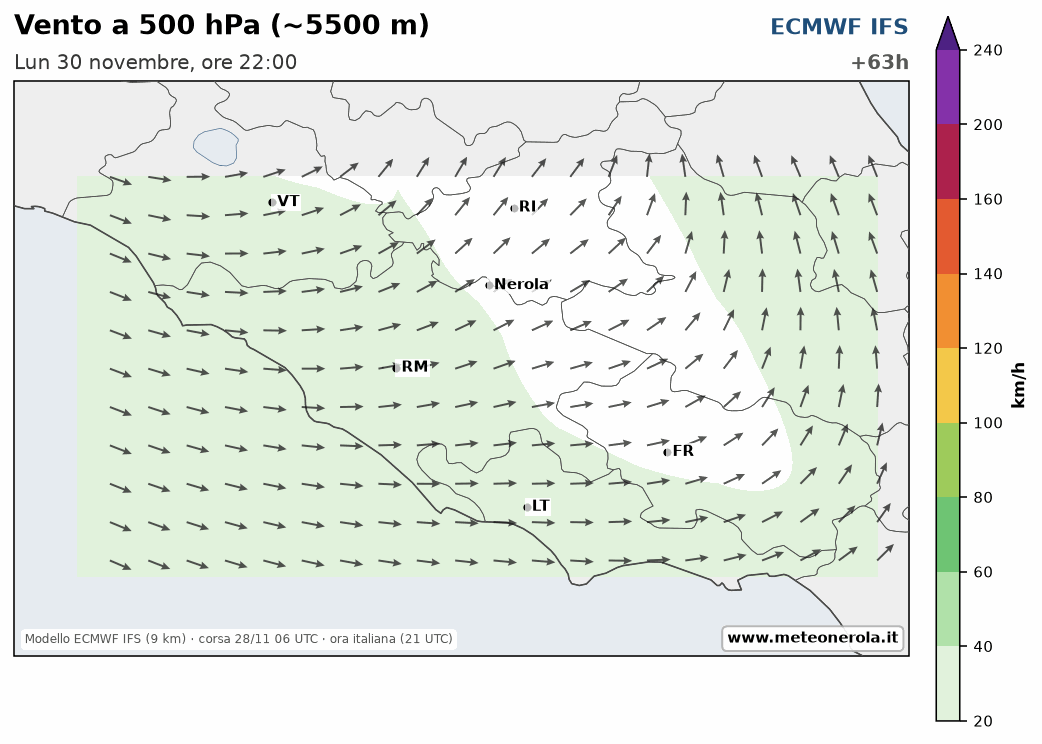 Vento a 500 hPa (~5500 m)
ECMWF IFS
Lun 30 novembre, ore 22:00
+63h
VT
RI
Nerola
RM
FR
LT
240
200
160
140
120
100
80
60
40
20
km/h
Modello ECMWF IFS (9 km) · corsa 28/11 06 UTC · ora italiana (21 UTC)
www.meteonerola.it